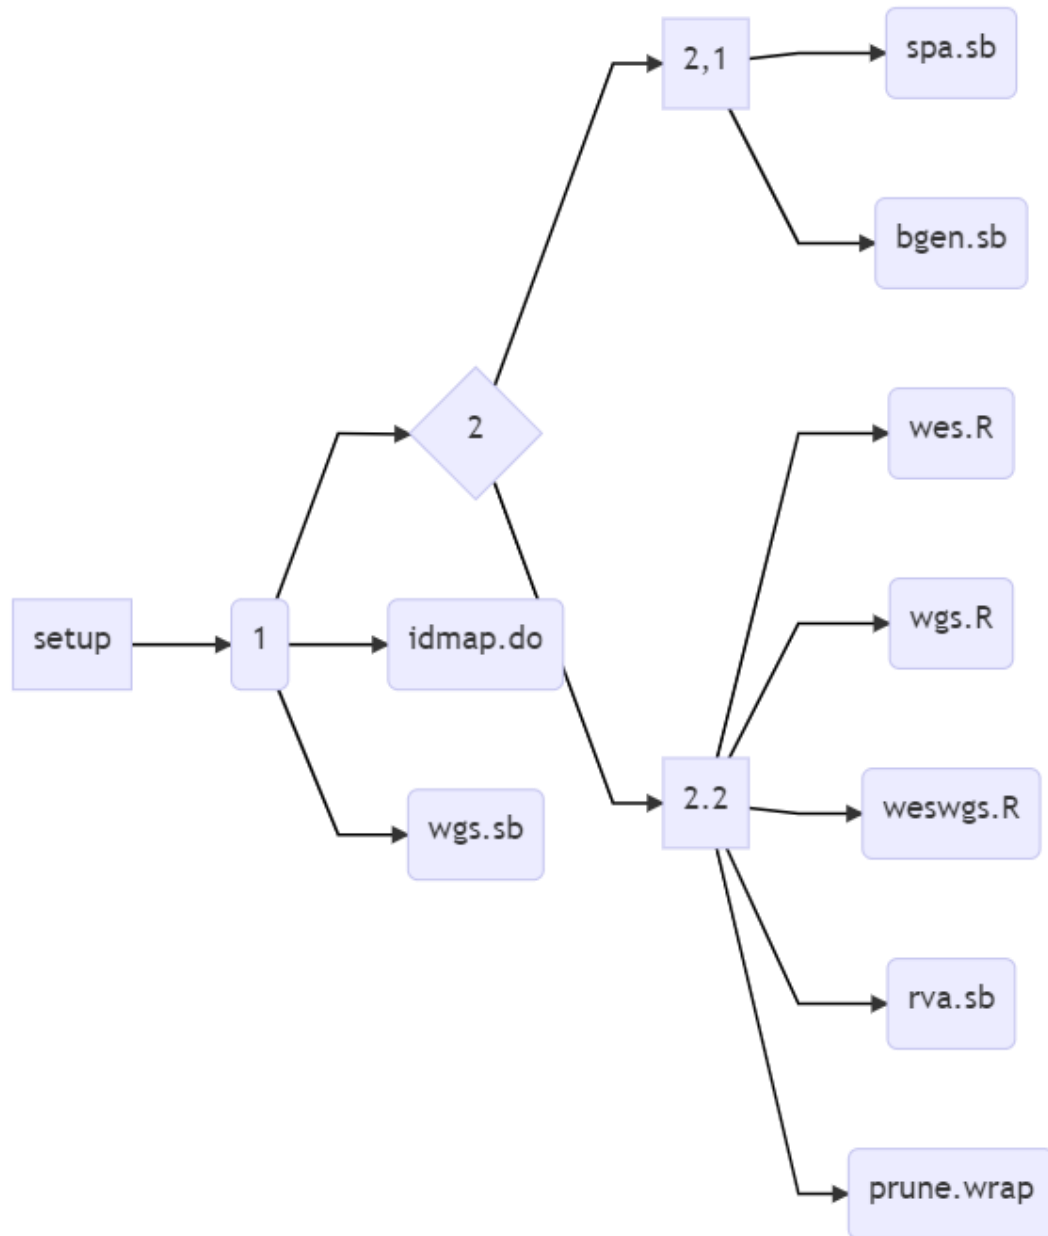 2,1
spa.sb
bgen.sb
2
wes.R
setup
1
idmap.do
wgs.R
2.2
weswgs.R
wgs.sb
rva.sb
prune.wrap